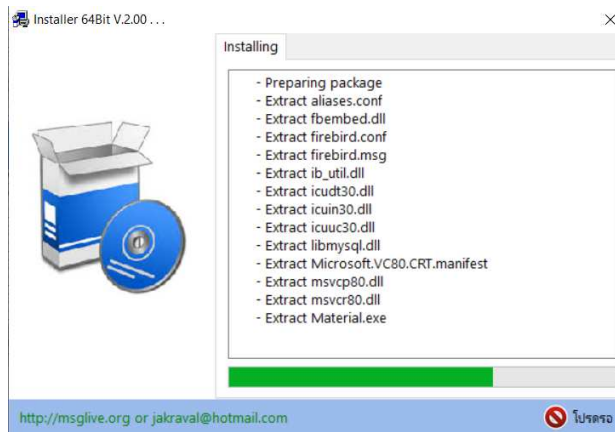 Installer 64Bit V.2.00 . . .
Installing
- Preparing package
- Extract aliases.conf
- Extract fbembed.dll
- Extract firebird.conf
- Extract firebird.msg
- Extract ib_util.dll
- Extract icudt30.dll
- Extract icuin30.dll
- Extract icuuc30.dll
- Extract libmysql.dll
- Extract Microsoft.VC80.CRT.manifest
- Extract msvcp80.dll
- Extract msvcr80.dll
- Extract Material.exe
http://msglive.org or jakraval@hotmail.com
โปรดรอ